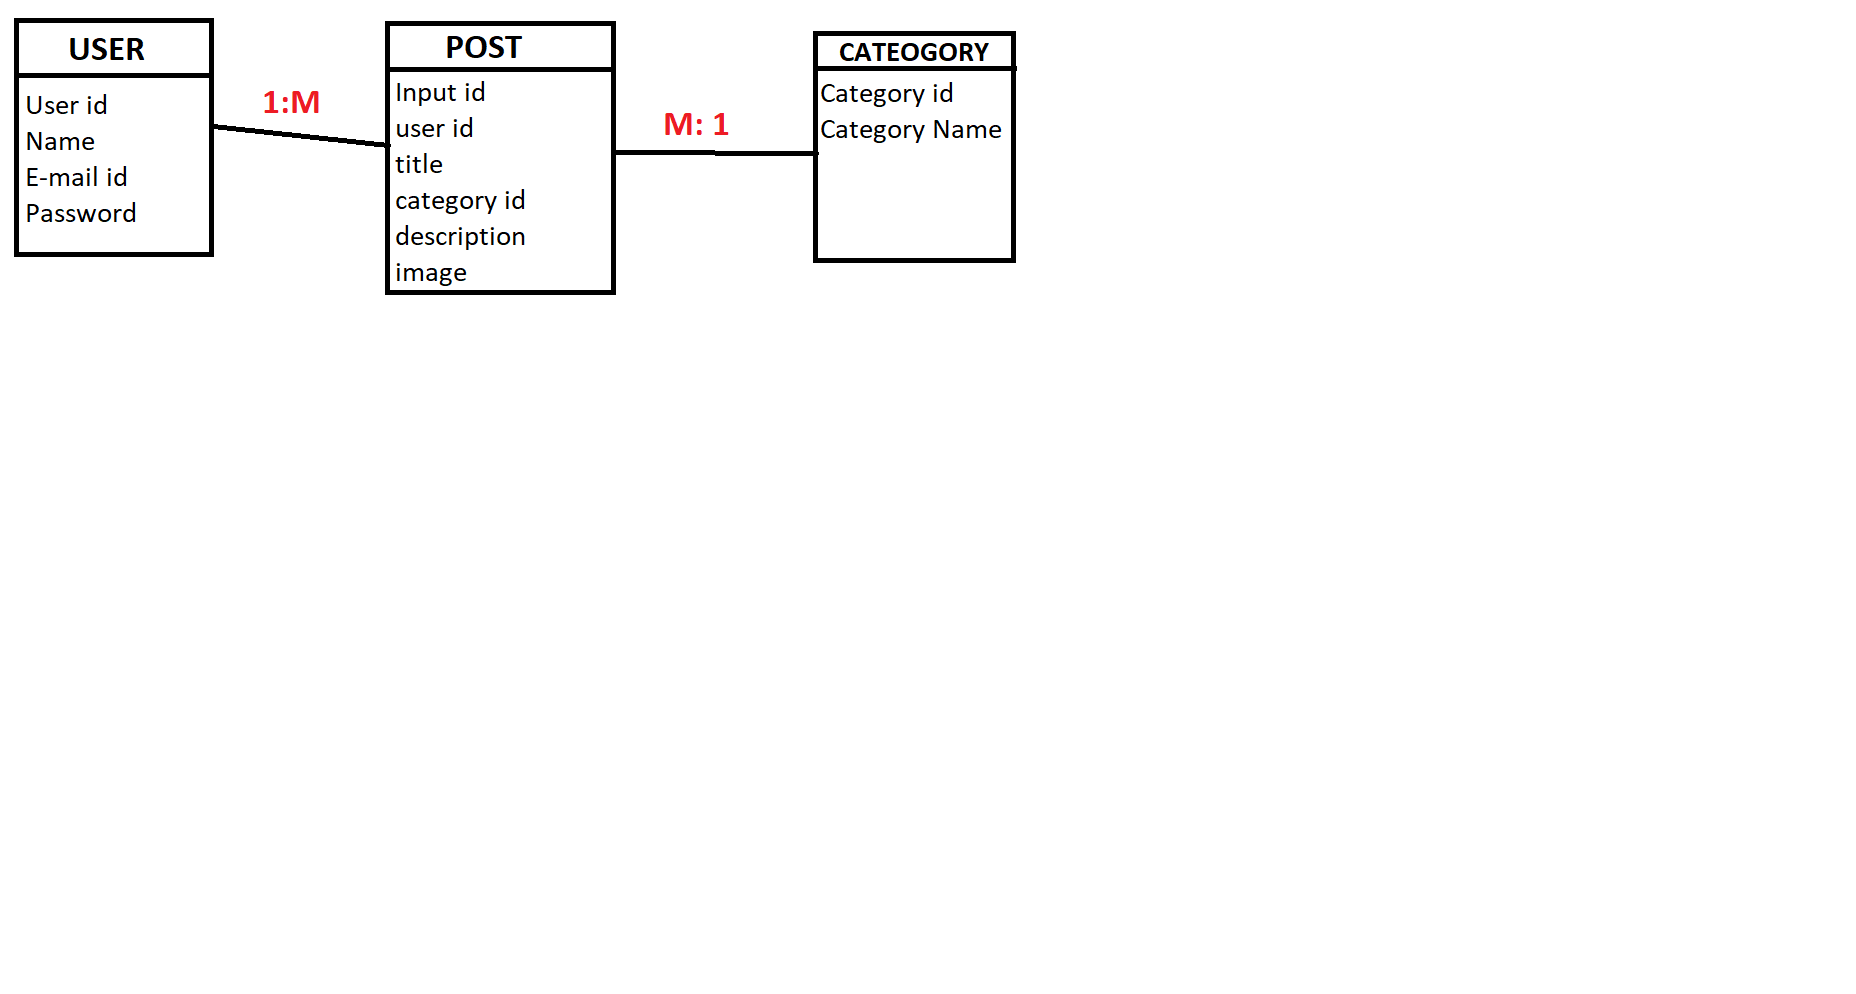 USER
User id
Name
E-mail id
Password
1:M
POST
Input id
user id
title
category id
description
image
M: 1
CATEOGORY
Category id
Category Name